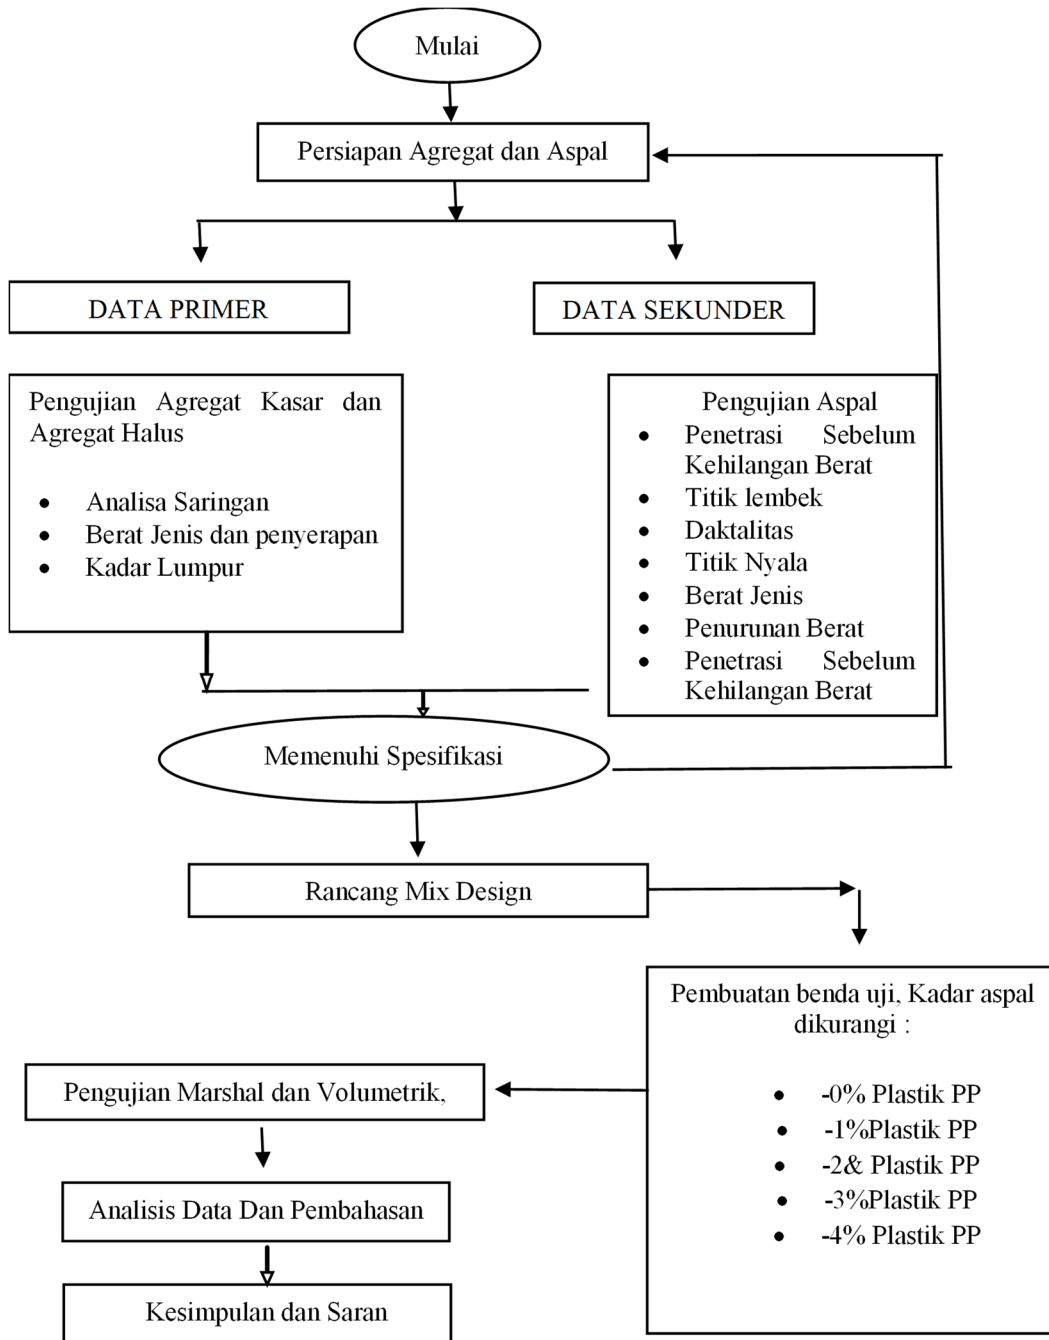 Mulai
Persiapan Agregat dan Aspal
DATA PRIMER
DATA SEKUNDER
Pengujian Agregat Kasar dan
Agregat Halus
• Analisa Saringan
• Berat Jenis dan penyerapan
• Kadar Lumpur
Pengujian Aspal
• Penetrasi Sebelum
Kehilangan Berat
• Titik lembek
• Daktalitas
• Titik Nyala
• Berat Jenis
• Penurunan Berat
• Penetrasi Sebelum
Kehilangan Berat
Memenuhi Spesifikasi
Rancang Mix Design
Pembuatan benda uji, Kadar aspal
dikurangi :
• -0% Plastik PP
• -1%Plastik PP
• -2& Plastik PP
• -3%Plastik PP
• -4% Plastik PP
Pengujian Marshal dan Volumetrik,
Analisis Data Dan Pembahasan
Kesimpulan dan Saran